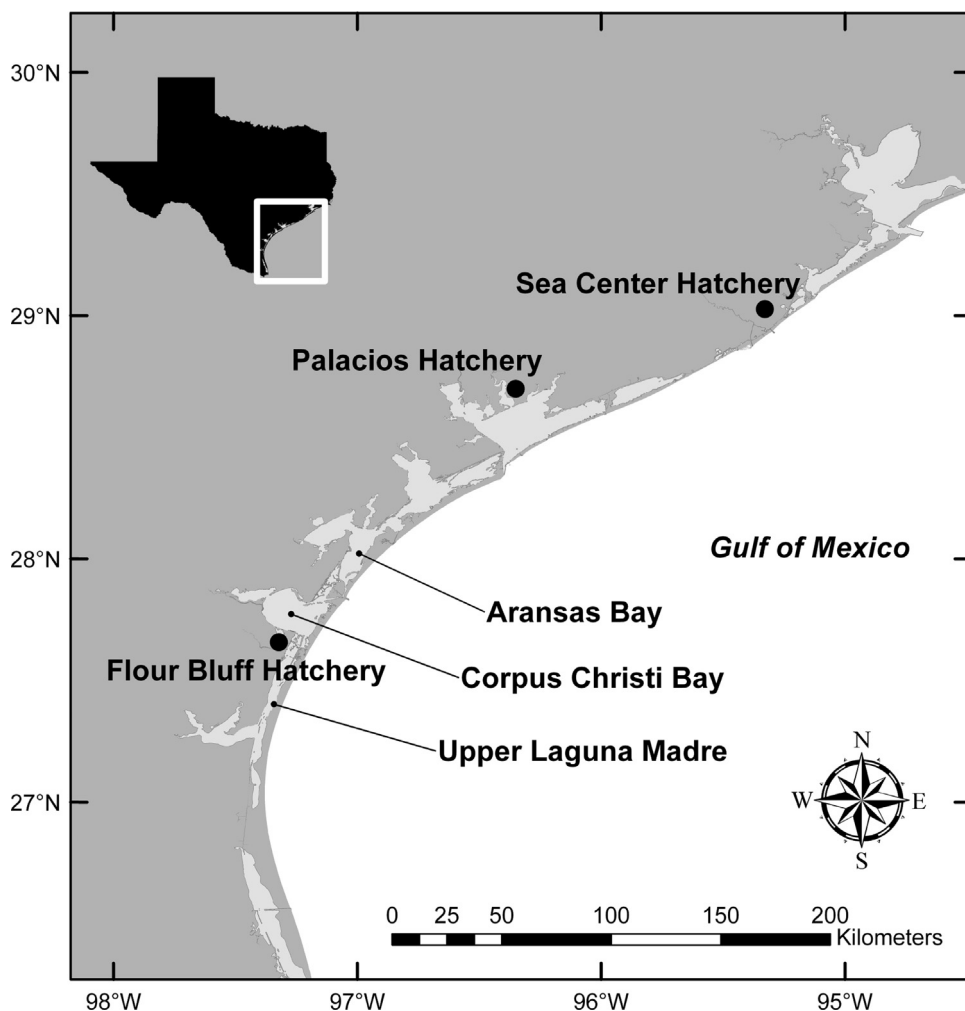 30°N
29°N
28°N
27°N
Sea Center Hatchery
Palacios Hatchery
Gulf of Mexico
Aransas Bay
Flour Bluff Hatchery
Corpus Christi Bay
Upper Laguna Madre
N
W E
S
0 25 50 100 150 200
Kilometers
98°W 97°W 96°W 95°W